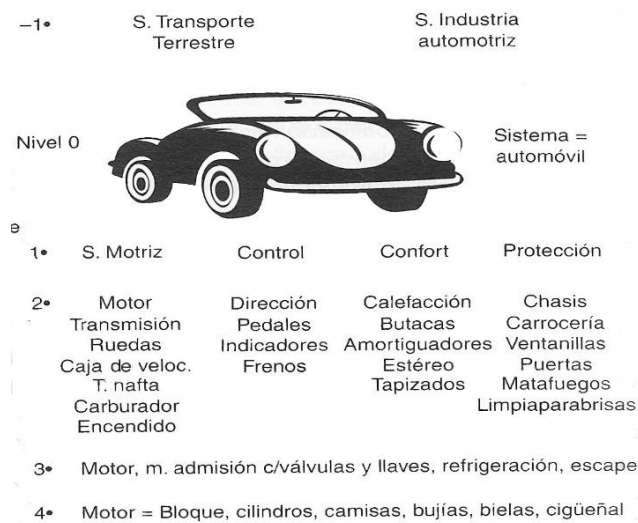 –1• S. Transporte Terrestre S. Industria automotriz
Nivel 0 Sistema = automóvil
e
1• S. Motriz Control Confort Protección
2• Motor Dirección Calefacción Chasis
Transmisión Pedales Butacas Carrocería
Ruedas Indicadores Amortiguadores Ventanillas
Caja de veloc. Frenos Estéreo Puertas
T. nafta Tapizados Matafuegos
Carburador Limpiaparabrisas
Encendido
3• Motor, m. admisión c/válvulas y llaves, refrigeración, escape
4• Motor = Bloque, cilindros, camisas, bujías, bielas, cigüeñal